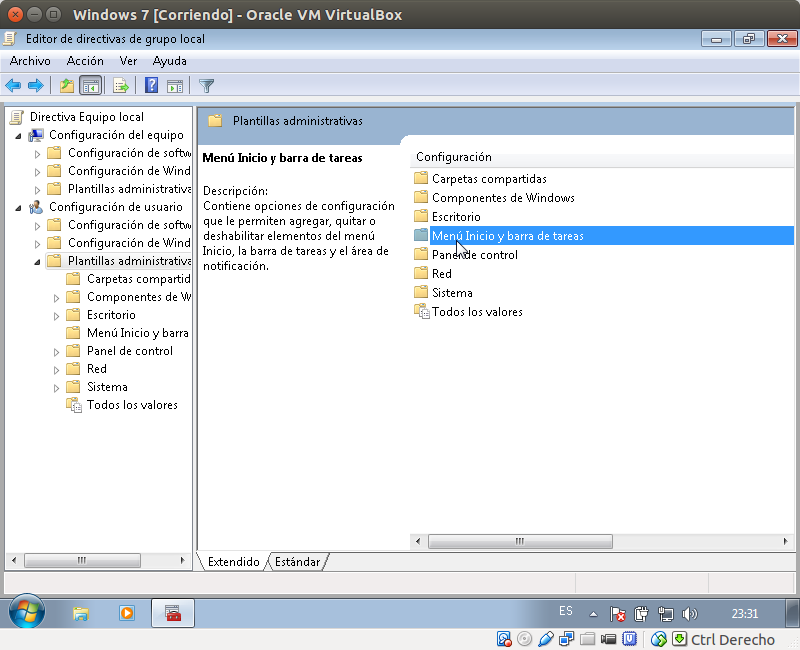 Windows 7 [Corriendo] - Oracle VM VirtualBox
Editor de directivas de grupo local
Archivo Acción Ver Ayuda
Directiva Equipo local
Configuración del equipo
Configuración de softw
Configuración de Wind
Plantillas administrativa
Configuración de usuario
Configuración de softw
Configuración de Wind
Plantillas administrativa
Carpetas compartid
Componentes de W
Escritorio
Menú Inicio y barra
Panel de control
Red
Sistema
Todos los valores
Plantillas administrativas
Menú Inicio y barra de tareas
Descripción:
Contiene opciones de configuración
que le permiten agregar, quitar o
deshabilitar elementos del menú
Inicio, la barra de tareas y el área de
notificación.
Configuración
Carpetas compartidas
Componentes de Windows
Escritorio
Menú Inicio y barra de tareas
Panel de control
Red
Sistema
Todos los valores
Extendido Estándar
ES 23:31
Ctrl Derecho